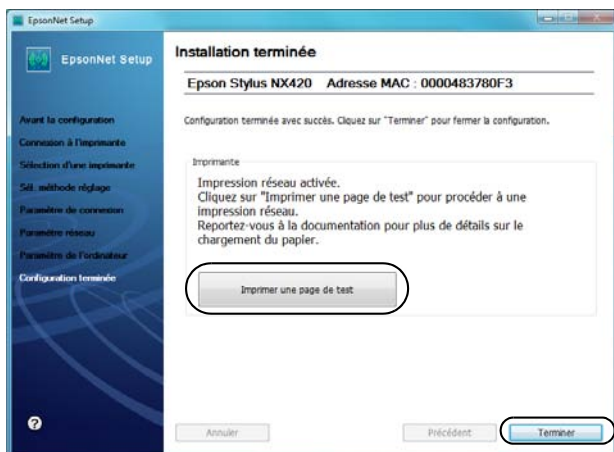 EpsonNet Setup
EpsonNet Setup
Avant la configuration
Connexion à l'imprimante
Sélection d'une imprimante
Sél. méthode réglage
Paramètre de connexion
Paramètre réseau
Paramètre de l'ordinateur
Configuration terminée
?
Installation terminée
Epson Stylus NX420 Adresse MAC : 0000483780F3
Configuration terminée avec succès. Cliquez sur "Terminer" pour fermer la configuration.
Imprimante
Impression réseau activée.
Cliquez sur "Imprimer une page de test" pour procéder à une
impression réseau.
Reportez-vous à la documentation pour plus de détails sur le
chargement du papier.
Imprimer une page de test
Annuler
Précédent
Terminer